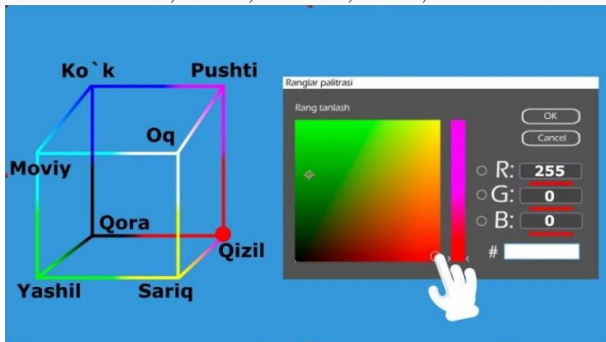 Ko`k
Pushti
Oq
Moviy
Qora
Qizil
Yashil
Sariq
Ranglar palitrasi
Rang tanlash
OK
Cancel
R: 255
G: 0
B: 0
#